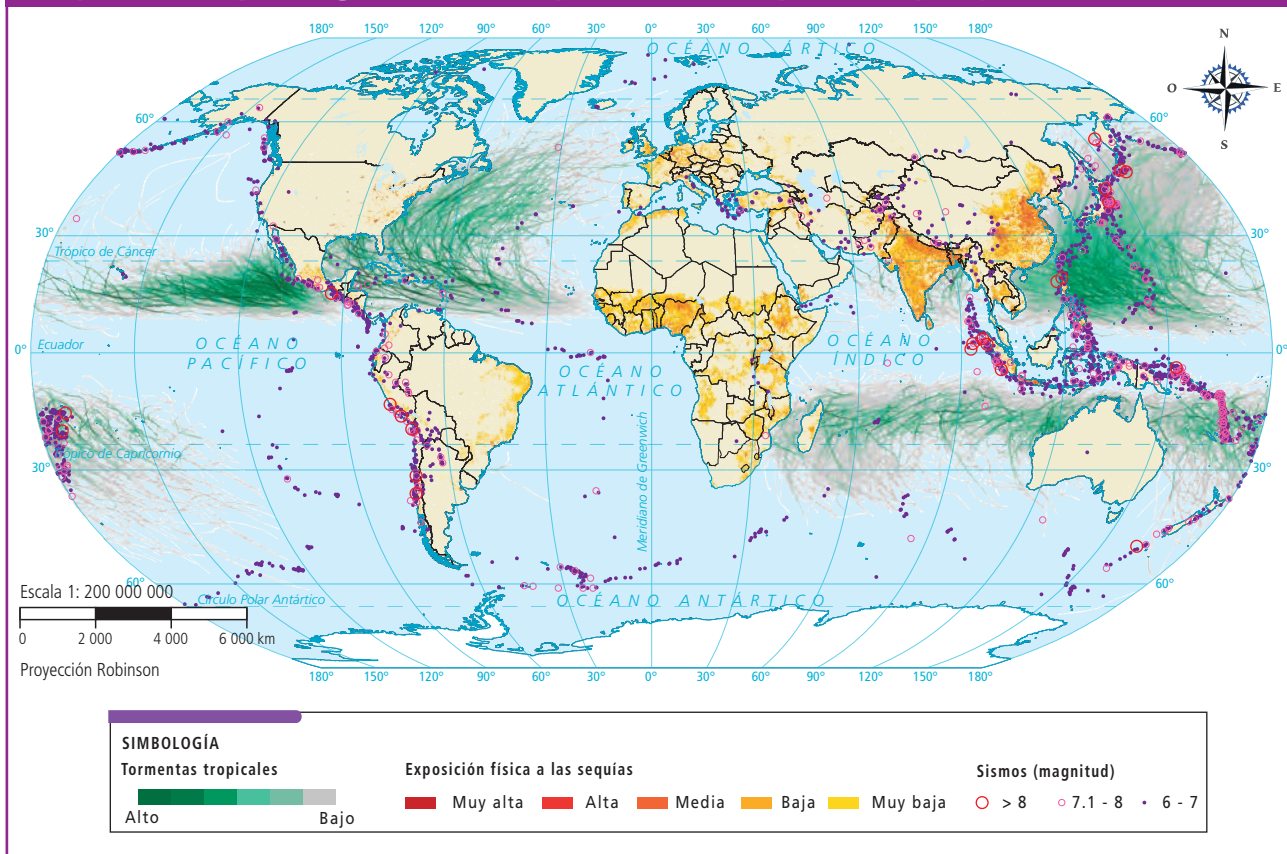 180° 150° 120° 90° 60° 30° 0° 30° 60° 90° 120° 150° 180°
OCÉANO ÁRTICO
N
O E
S
60° 60°
30° 30°
Trópico de Cáncer
Ecuador
0° 0°
OCÉANO
PACÍFICO
OCÉANO
ATLÁNTICO
OCÉANO
ÍNDICO
Meridiano de Greenwich
Trópico de Capricornio
30° 30°
60° 60°
Círculo Polar Antártico
OCÉANO ANTÁRTICO
Escala 1: 200 000 000
0 2 000 4 000 6 000 km
Proyección Robinson
180° 150° 120° 90° 60° 30° 0° 30° 60° 90° 120° 150° 180°
SIMBOLOGÍA
Tormentas tropicales
Alto Bajo
Exposición física a las sequías
Muy alta Alta Media Baja Muy baja
Sismos (magnitud)
> 8 7.1 - 8 6 - 7